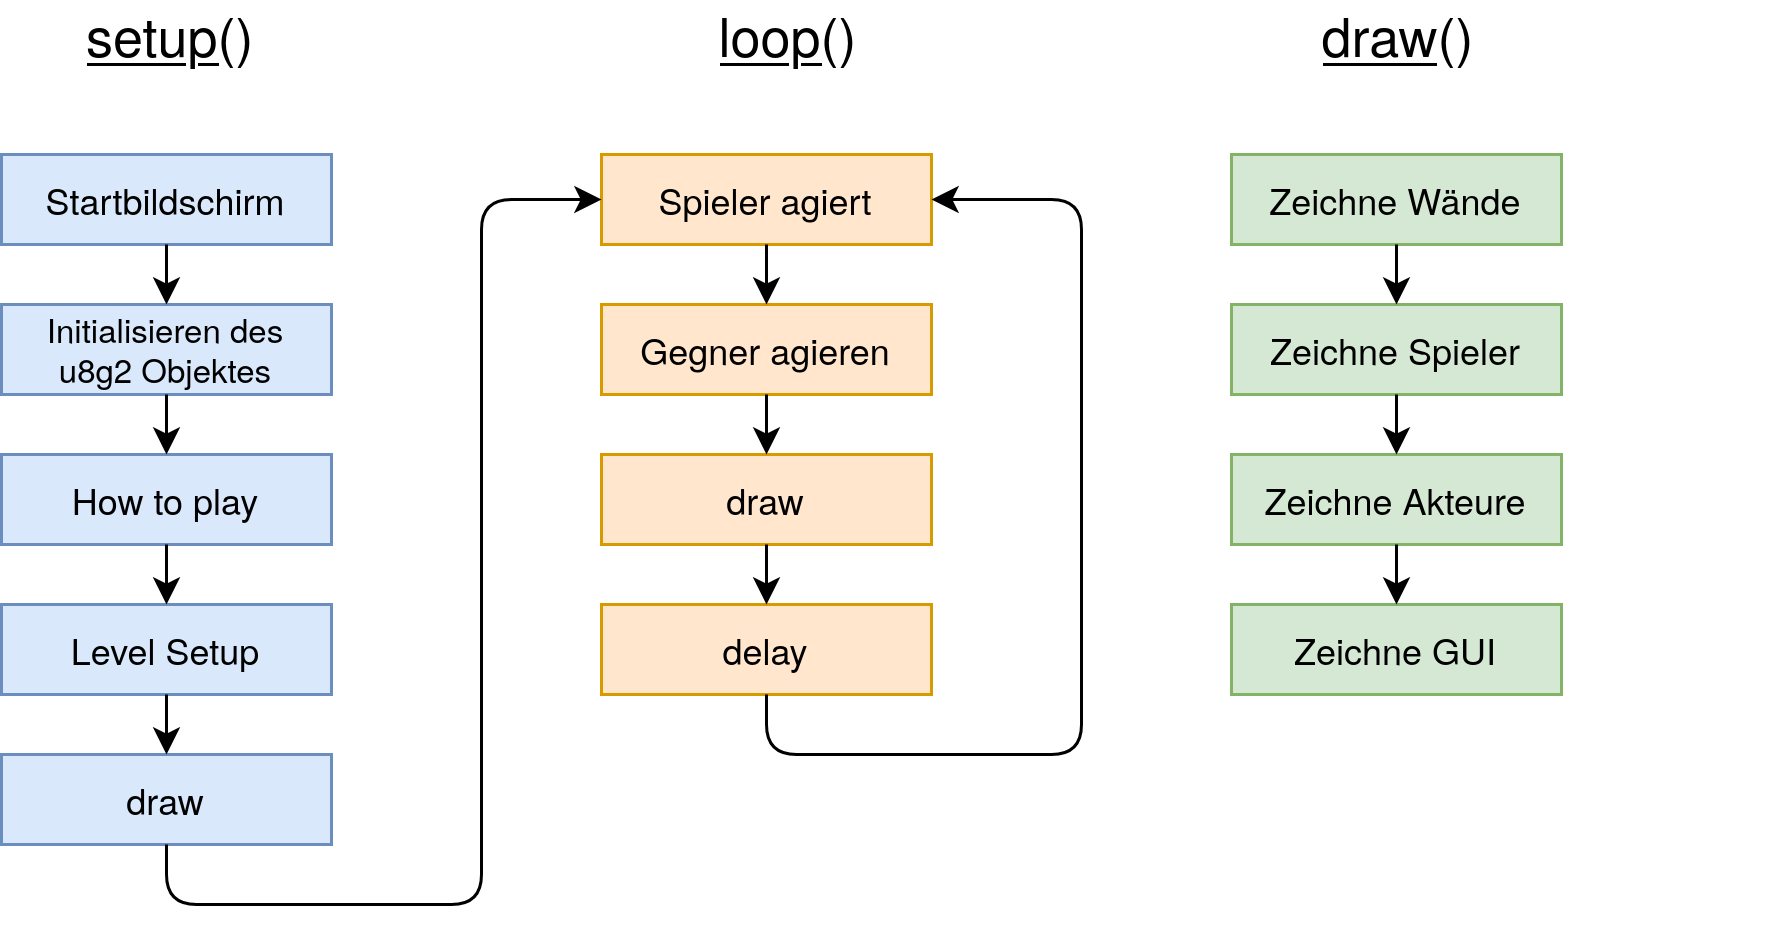 setup()
Startbildschirm
Initialisieren des
u8g2 Objektes
How to play
Level Setup
draw
loop()
Spieler agiert
Gegner agieren
draw
delay
draw()
Zeichne Wände
Zeichne Spieler
Zeichne Akteure
Zeichne GUI